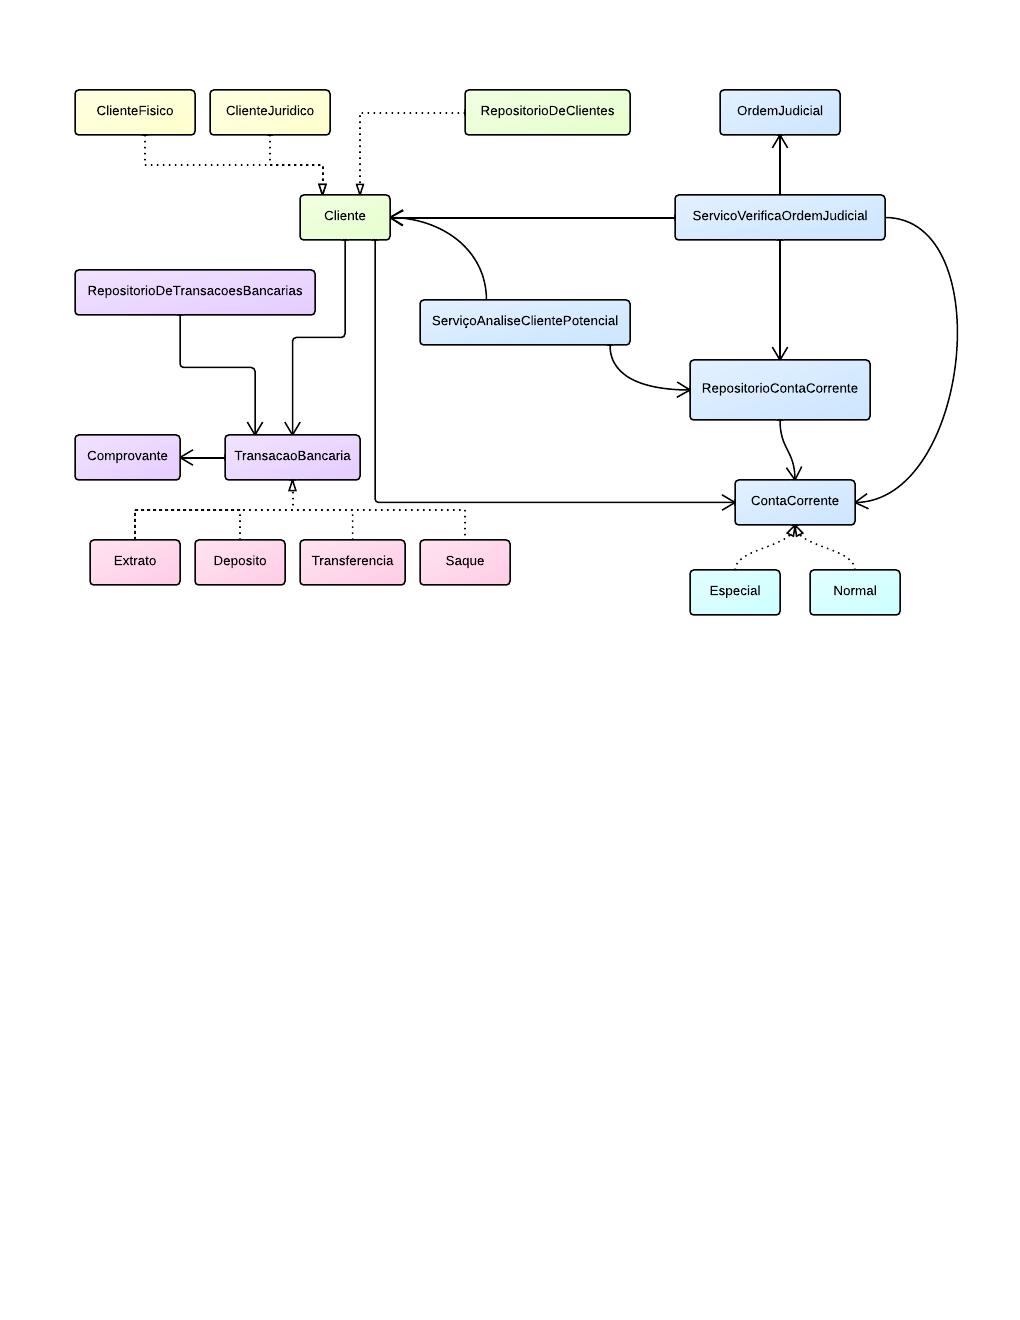 ClienteFisico
ClienteJuridico
RepositorioDeClientes
OrdemJudicial
Cliente
ServicoVerificaOrdemJudicial
RepositorioDeTransacoesBancarias
ServiçoAnaliseClientePotencial
RepositorioContaCorrente
Comprovante
TransacaoBancaria
ContaCorrente
Extrato
Deposito
Transferencia
Saque
Especial
Normal